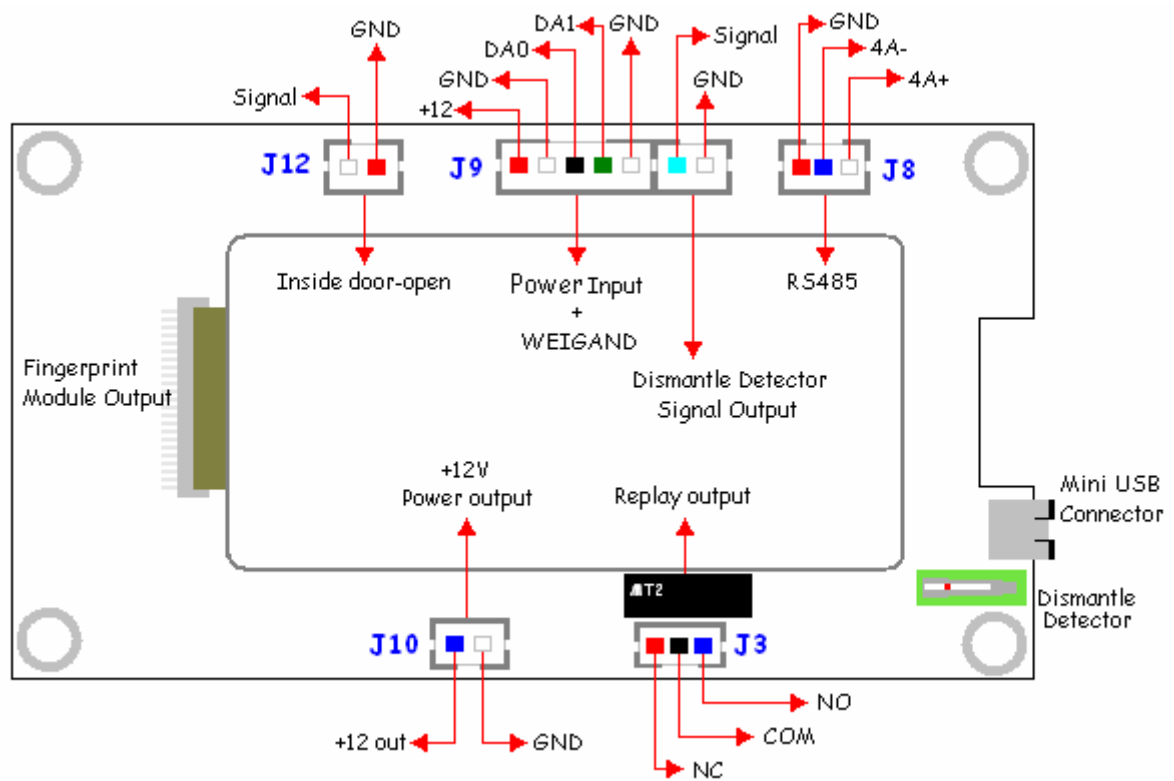 GND
DA1
GND
Signal
GND
DA0
4A-
GND
GND
4A+
Signal
+12
J12
J9
J8
Inside door-open
Power Input
+
WEIGAND
RS485
Fingerprint
Module Output
Dismantle Detector
Signal Output
+12V
Power output
Replay output
Mini USB
Connector
T2
Dismantle
Detector
J10
J3
NO
+12 out
GND
COM
NC